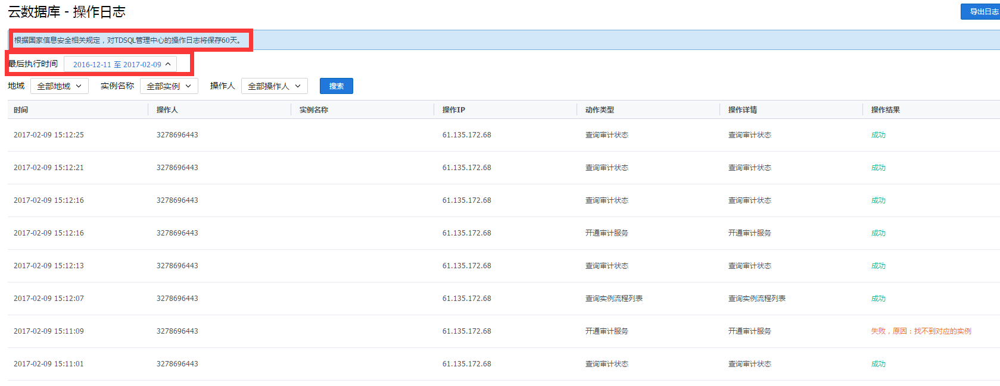 云数据库 - 操作日志
导出日志
根据国家信息安全相关规定，对TDSQL管理中心的操作日志将保存60天。
最后执行时间 2016-12-11 至 2017-02-09
地域 全部地域 实例名称 全部实例 操作人 全部操作人 搜索
时间 操作人 实例名称 操作IP 动作类型 操作详情 操作结果
2017-02-09 15:12:25 3278696443 61.135.172.68 查询审计状态 查询审计状态 成功
2017-02-09 15:12:21 3278696443 61.135.172.68 查询审计状态 查询审计状态 成功
2017-02-09 15:12:16 3278696443 61.135.172.68 查询审计状态 查询审计状态 成功
2017-02-09 15:12:16 3278696443 61.135.172.68 开通审计服务 开通审计服务 成功
2017-02-09 15:12:13 3278696443 61.135.172.68 查询审计状态 查询审计状态 成功
2017-02-09 15:12:07 3278696443 61.135.172.68 查询实例流程列表 查询实例流程列表 成功
2017-02-09 15:11:09 3278696443 61.135.172.68 开通审计服务 开通审计服务 失败，原因：找不到对应的实例
2017-02-09 15:11:01 3278696443 61.135.172.68 查询审计状态 查询审计状态 成功